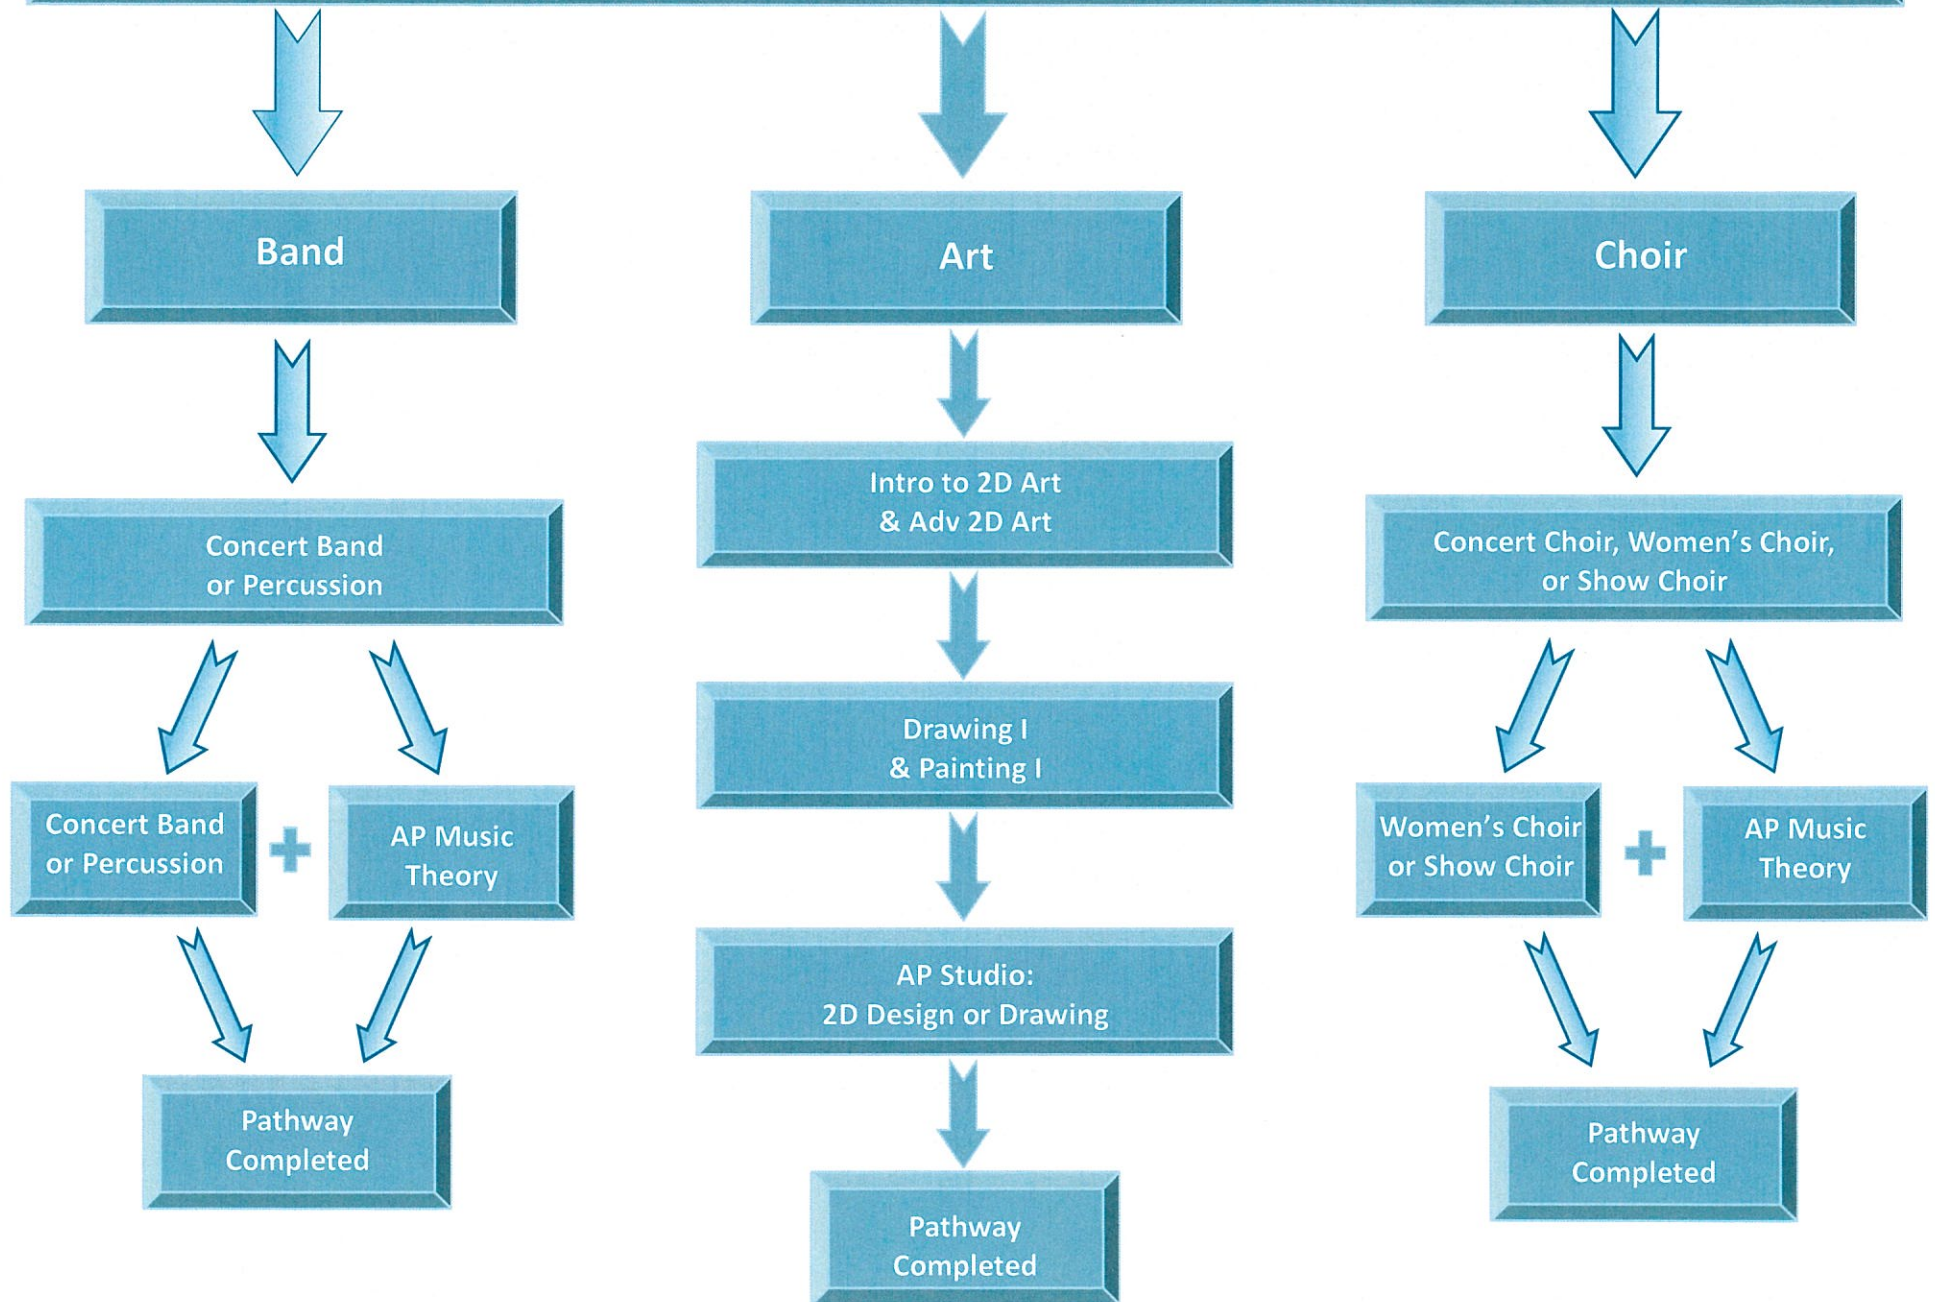 Band
Art
Choir
Intro to 2D Art
& Adv 2D Art
Concert Band
or Percussion
Concert Choir, Women's Choir,
or Show Choir
Drawing I
& Painting I
Concert Band
or Percussion
+
AP Music
Theory
Women's Choir
or Show Choir
+
AP Music
Theory
AP Studio:
2D Design or Drawing
Pathway
Completed
Pathway
Completed
Pathway
Completed